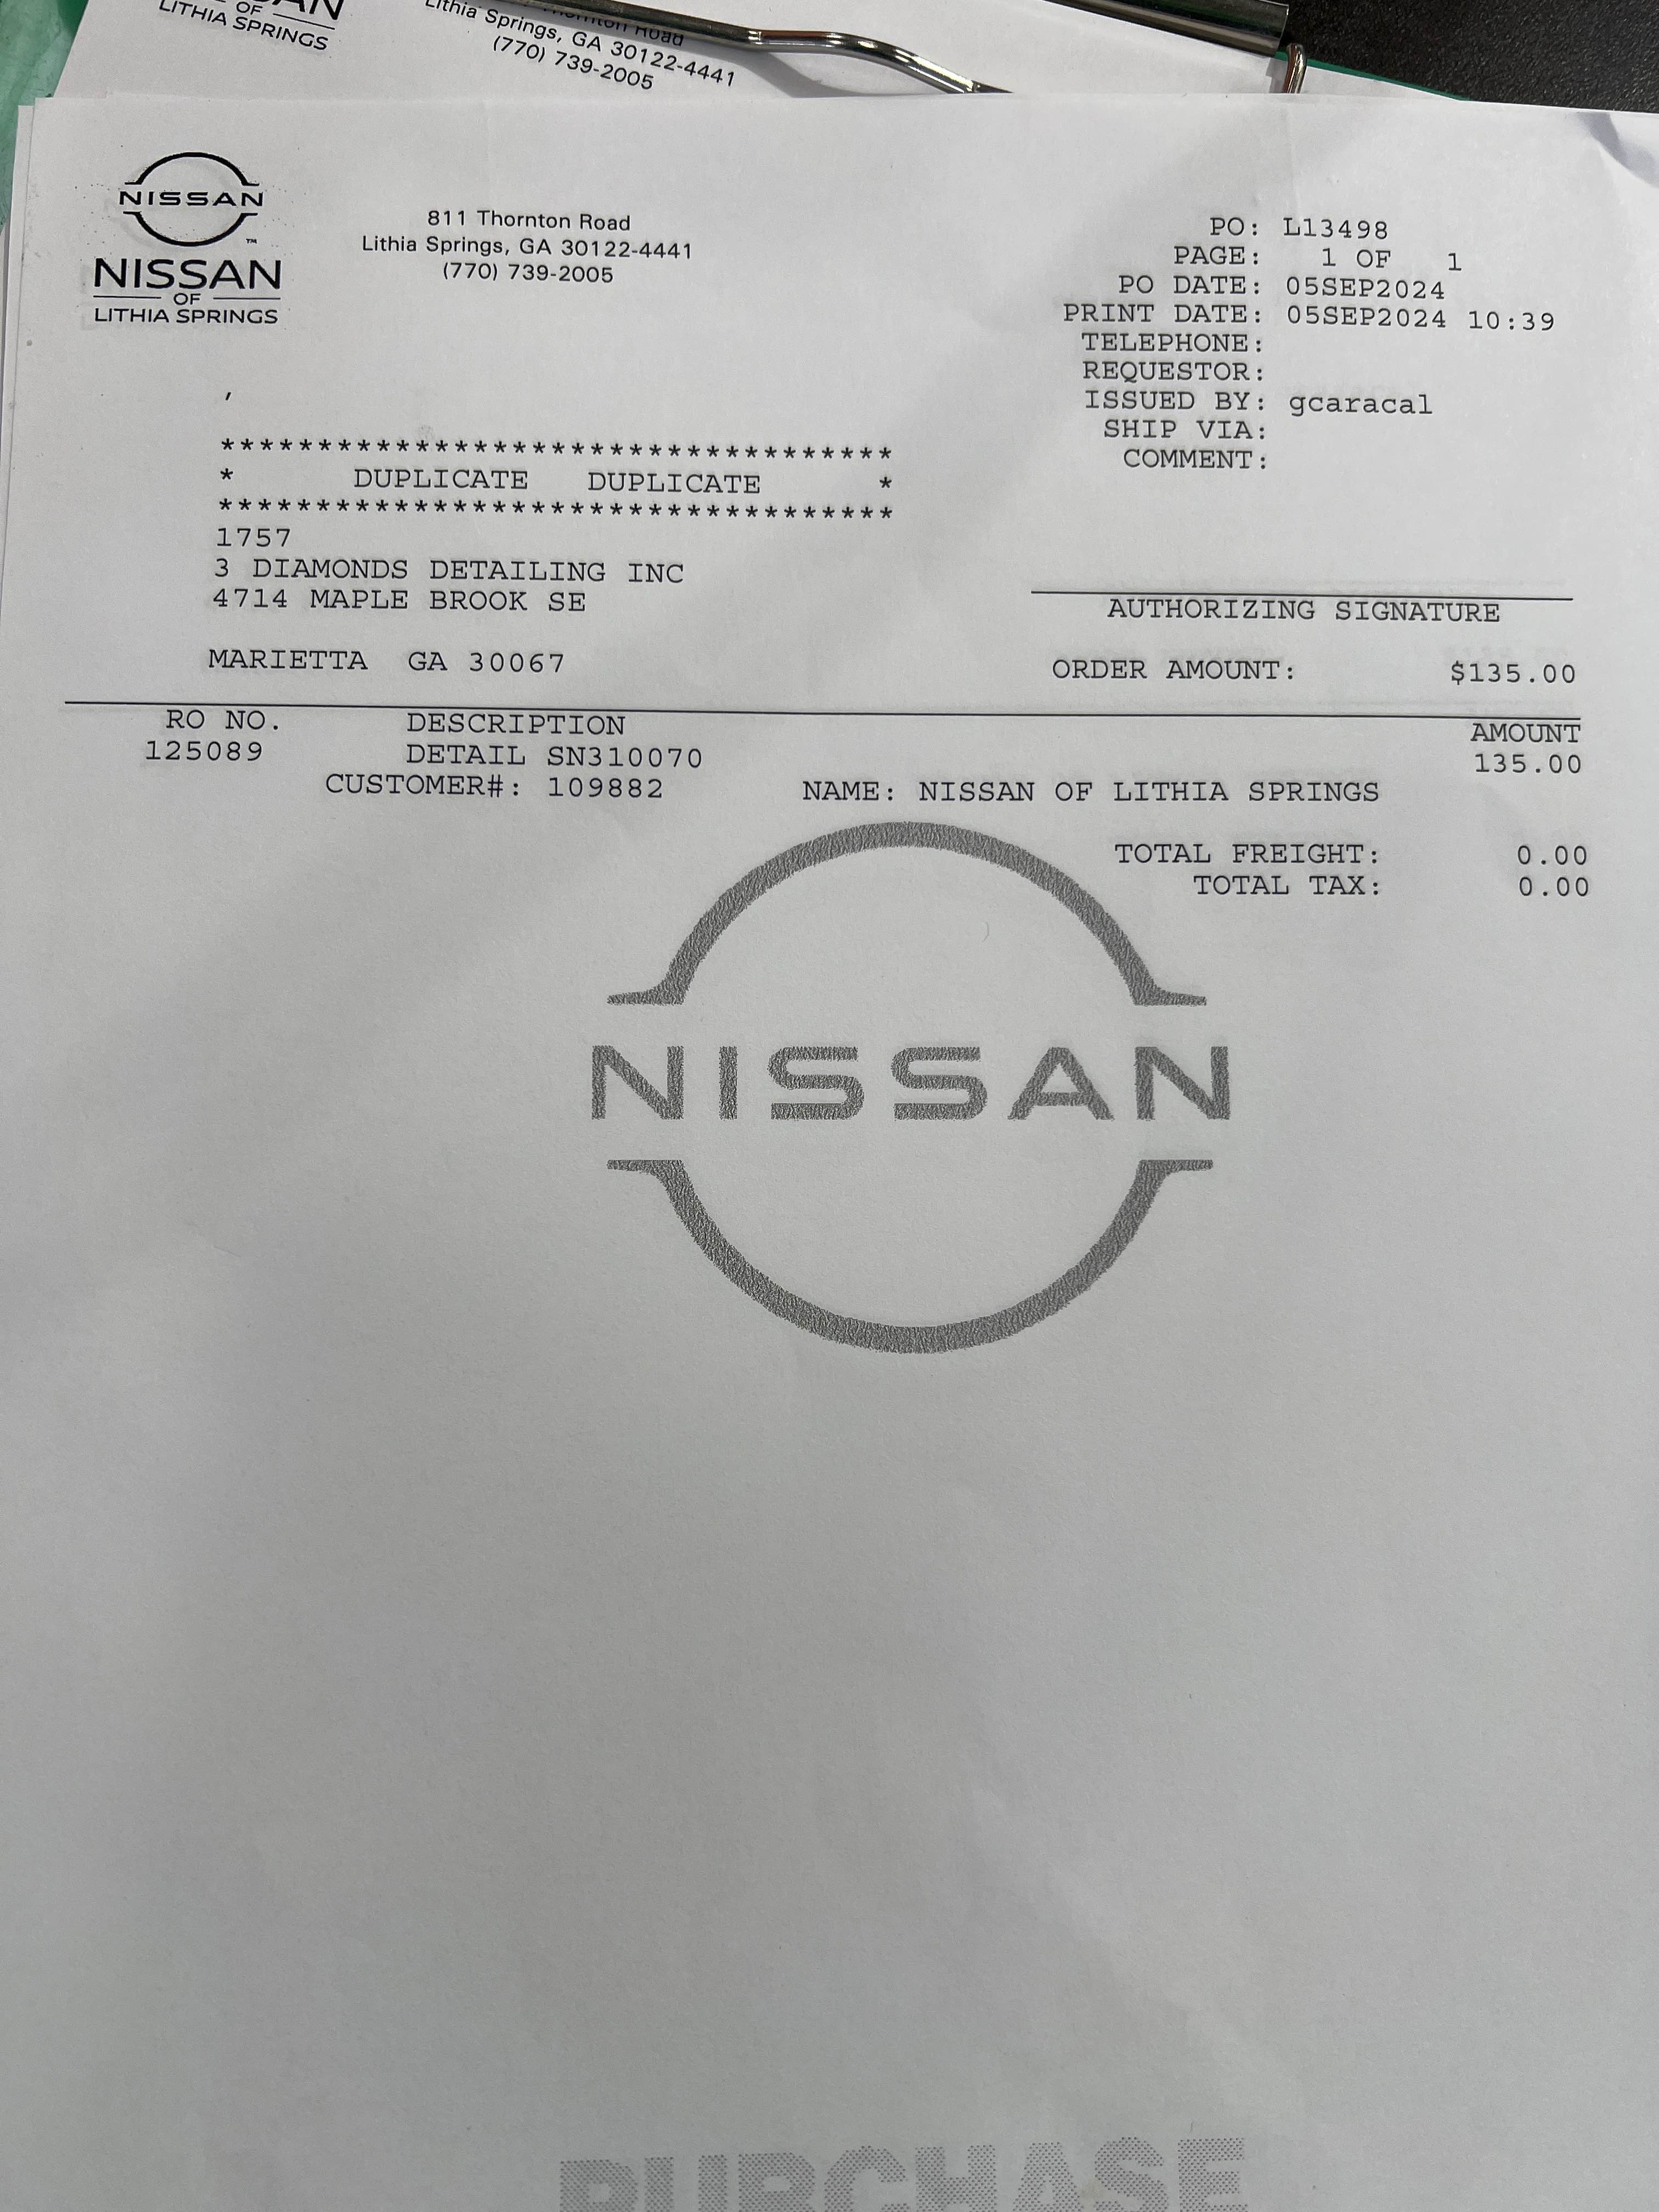 OF
LITHIA SPRINGS
Thornton Road
Lithia Springs, GA 30122-4441
(770) 739-2005
NISSAN
™
NISSAN
OF
LITHIA SPRINGS
811 Thornton Road
Lithia Springs, GA 30122-4441
(770) 739-2005
PO: L13498
PAGE: 1 OF 1
PO DATE: 05SEP2024
PRINT DATE: 05SEP2024 10:39
TELEPHONE:
REQUESTOR:
ISSUED BY: gcaracal
SHIP VIA:
COMMENT:
,
***********************************
* DUPLICATE DUPLICATE *
***********************************
1757
3 DIAMONDS DETAILING INC
4714 MAPLE BROOK SE
MARIETTA GA 30067
AUTHORIZING SIGNATURE
ORDER AMOUNT: $135.00
RO NO. DESCRIPTION AMOUNT
125089 DETAIL SN310070 135.00
CUSTOMER#: 109882 NAME: NISSAN OF LITHIA SPRINGS
TOTAL FREIGHT: 0.00
TOTAL TAX: 0.00
NISSAN
PURCHASE